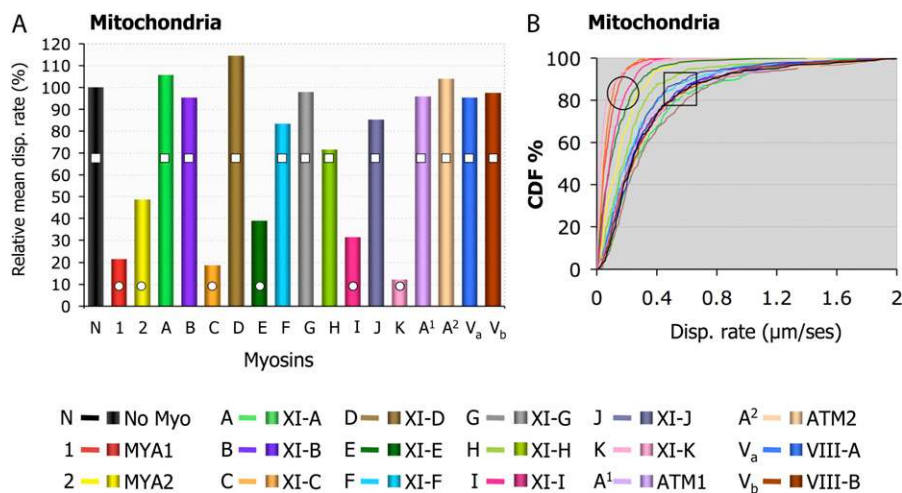 A Mitochondria
Relative mean disp. rate (%)
120
110
100
90
80
70
60
50
40
30
20
10
0
N 1 2 A B C D E F G H I J K A¹ A² Vₐ V_b
Myosins
B Mitochondria
CDF %
100
80
60
40
20
0
0 0.4 0.8 1.2 1.6 2
Disp. rate (μm/ses)
N No Myo A XI-A D XI-D G XI-G J XI-J A² ATM2
1 MYA1 B XI-B E XI-E H XI-H K XI-K Vₐ VIII-A
2 MYA2 C XI-C F XI-F I XI-I A¹ ATM1 V_b VIII-B